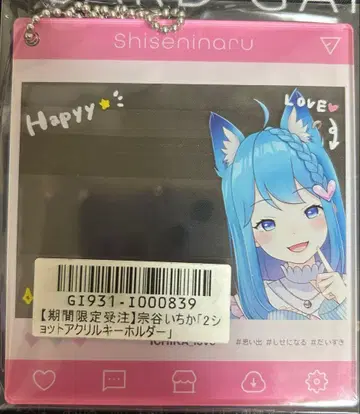 Shiseninaru
Hapyy
LOVE
GI931-I000839
【期間限定受注】宗谷いちか「2シ
ョットアクリルキーホルダー」
#思い出 #しせになる #だいすき